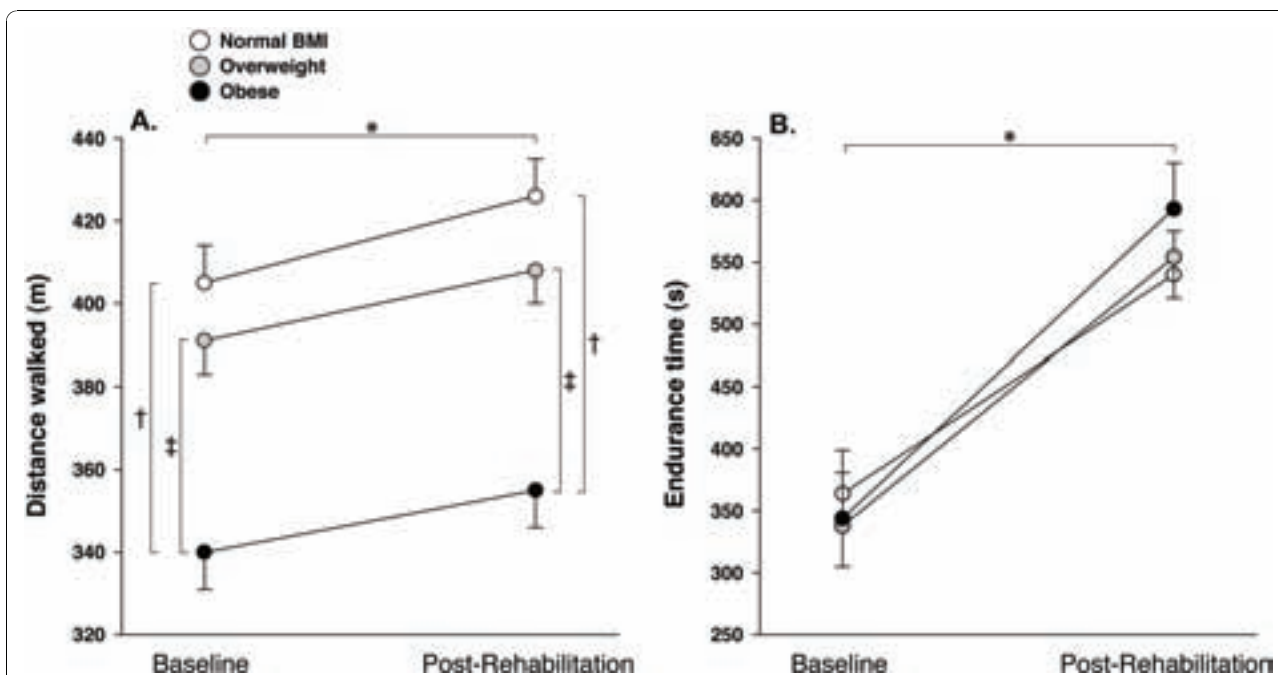 Normal BMI
Overweight
Obese
A.
*
440
420
400
380
360
340
320
Distance walked (m)
†
‡
‡
†
Baseline
Post-Rehabilitation
B.
*
650
600
550
500
450
400
350
300
250
Endurance time (s)
Baseline
Post-Rehabilitation